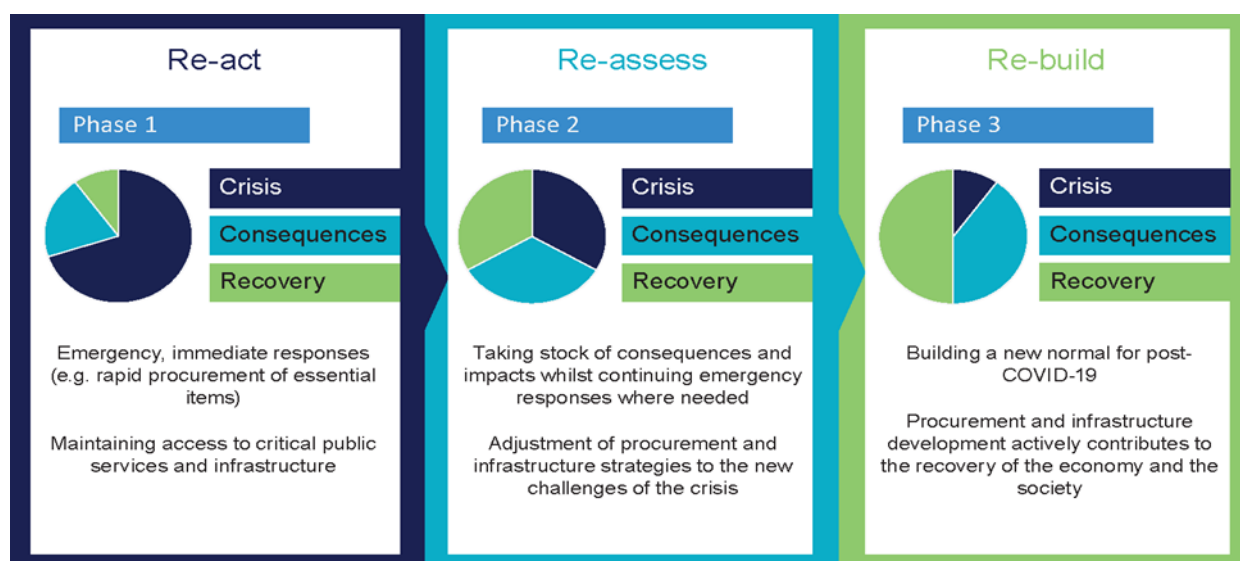 Re-act
Phase 1
Crisis
Consequences
Recovery
Emergency, immediate responses
(e.g. rapid procurement of essential
items)
Maintaining access to critical public
services and infrastructure
Re-assess
Phase 2
Crisis
Consequences
Recovery
Taking stock of consequences and
impacts whilst continuing emergency
responses where needed
Adjustment of procurement and
infrastructure strategies to the new
challenges of the crisis
Re-build
Phase 3
Crisis
Consequences
Recovery
Building a new normal for post-
COVID-19
Procurement and infrastructure
development actively contributes to
the recovery of the economy and the
society